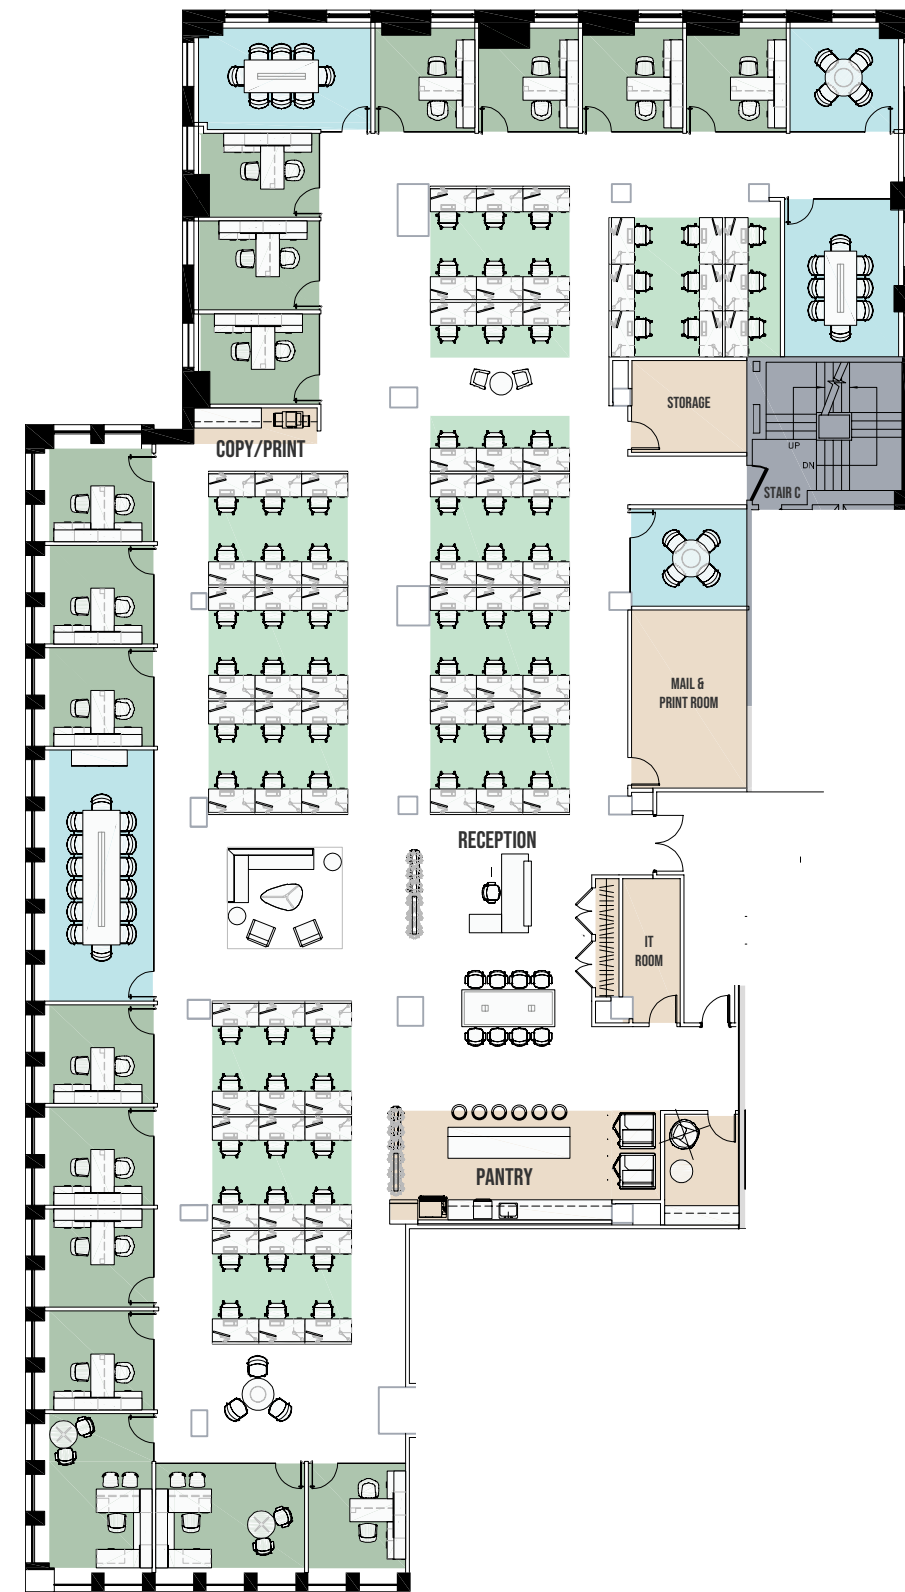 STORAGE
COPY/PRINT
UP
DN
STAIR C
MAIL &
PRINT ROOM
RECEPTION
IT
ROOM
PANTRY